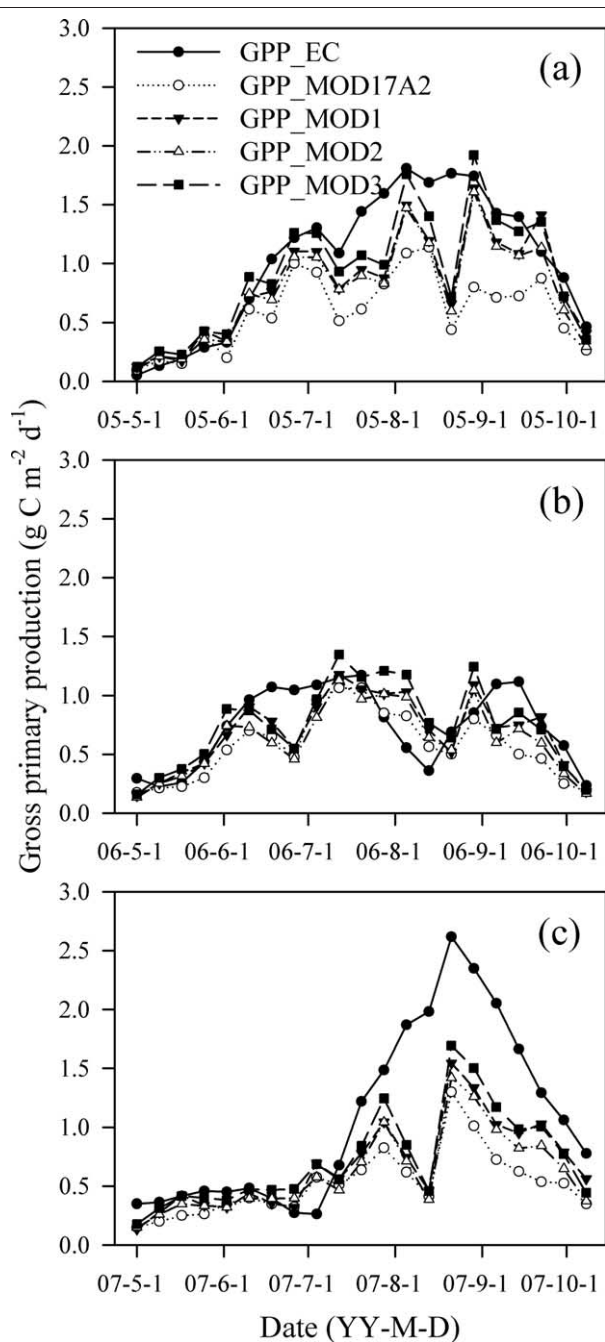 3.0
(a)
GPP_EC
2.5
GPP_MOD17A2
GPP_MOD1
2.0
GPP_MOD2
GPP_MOD3
1.5
1.0
0.5
0.0
05-5-1 05-6-1 05-7-1 05-8-1 05-9-1 05-10-1
Gross primary production (g C m⁻² d⁻¹)
3.0
(b)
2.5
2.0
1.5
1.0
0.5
0.0
06-5-1 06-6-1 06-7-1 06-8-1 06-9-1 06-10-1
3.0
(c)
2.5
2.0
1.5
1.0
0.5
0.0
07-5-1 07-6-1 07-7-1 07-8-1 07-9-1 07-10-1
Date (YY-M-D)